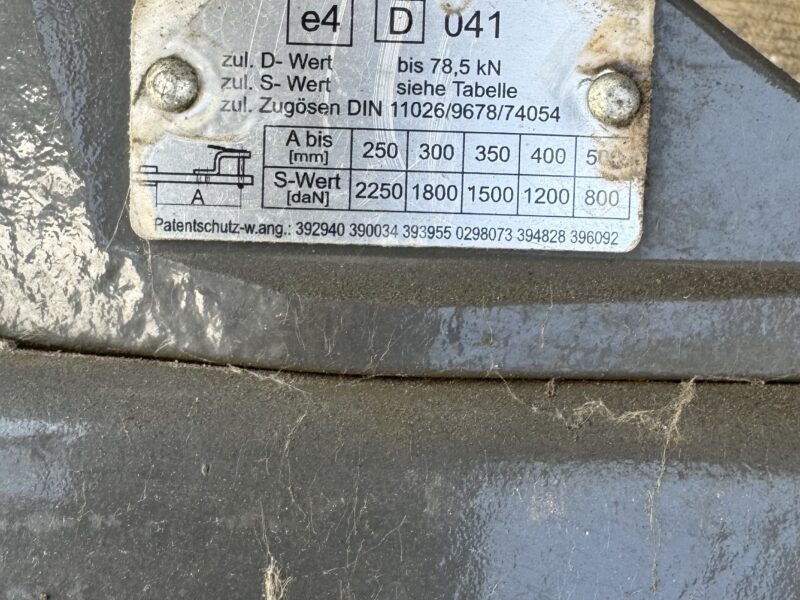 e4 D 041
zul. D- Wert bis 78,5 kN
zul. S- Wert siehe Tabelle
zul. Zugösen DIN 11026/9678/74054
A bis [mm] 250 300 350 400
S-Wert [daN] 2250 1800 1500 1200 800
A
Patentschutz-w.ang.: 392940 390034 393955 0298073 394828 396092